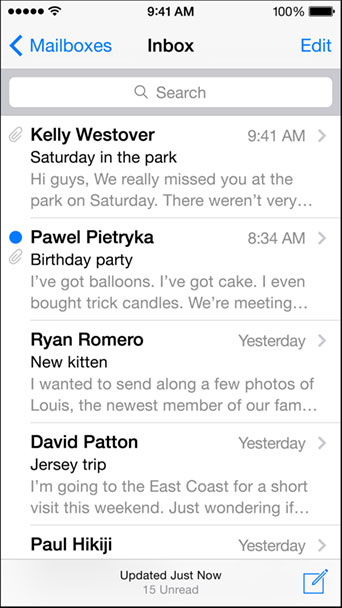 9:41 AM 100%
Mailboxes Inbox Edit
Search
Kelly Westover 9:41 AM
Saturday in the park
Hi guys, We really missed you at the
park on Saturday. There weren't very…
Pawel Pietryka 8:34 AM
Birthday party
I've got balloons. I've got cake. I even
bought trick candles. We're meeting…
Ryan Romero Yesterday
New kitten
I wanted to send along a few photos of
Louis, the newest member of our fam…
David Patton Yesterday
Jersey trip
I'm going to the East Coast for a short
visit this weekend. Just wondering if…
Paul Hikiji Yesterday
Updated Just Now
15 Unread